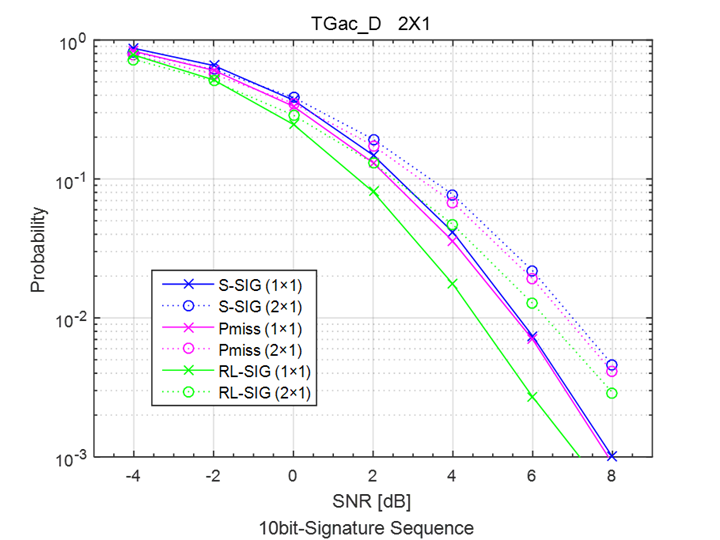 TGac_D 2X1
10^0
10^-1
10^-2
10^-3
Probability
S-SIG (1×1)
S-SIG (2×1)
Pmiss (1×1)
Pmiss (2×1)
RL-SIG (1×1)
RL-SIG (2×1)
-4 -2 0 2 4 6 8
SNR [dB]
10bit-Signature Sequence